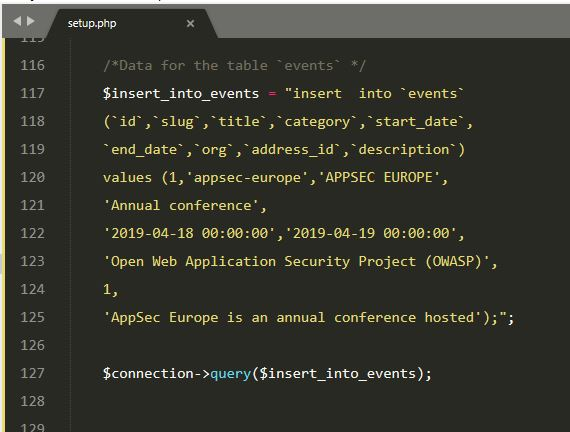 setup.php
115
116 /*Data for the table `events` */
117 $insert_into_events = "insert  into `events`
118 (`id`,`slug`,`title`,`category`,`start_date`,
119 `end_date`,`org`,`address_id`,`description`)
120 values (1,'appsec-europe','APPSEC EUROPE',
121 'Annual conference',
122 '2019-04-18 00:00:00','2019-04-19 00:00:00',
123 'Open Web Application Security Project (OWASP)',
124 1,
125 'AppSec Europe is an annual conference hosted');";
126
127 $connection->query($insert_into_events);
128
129